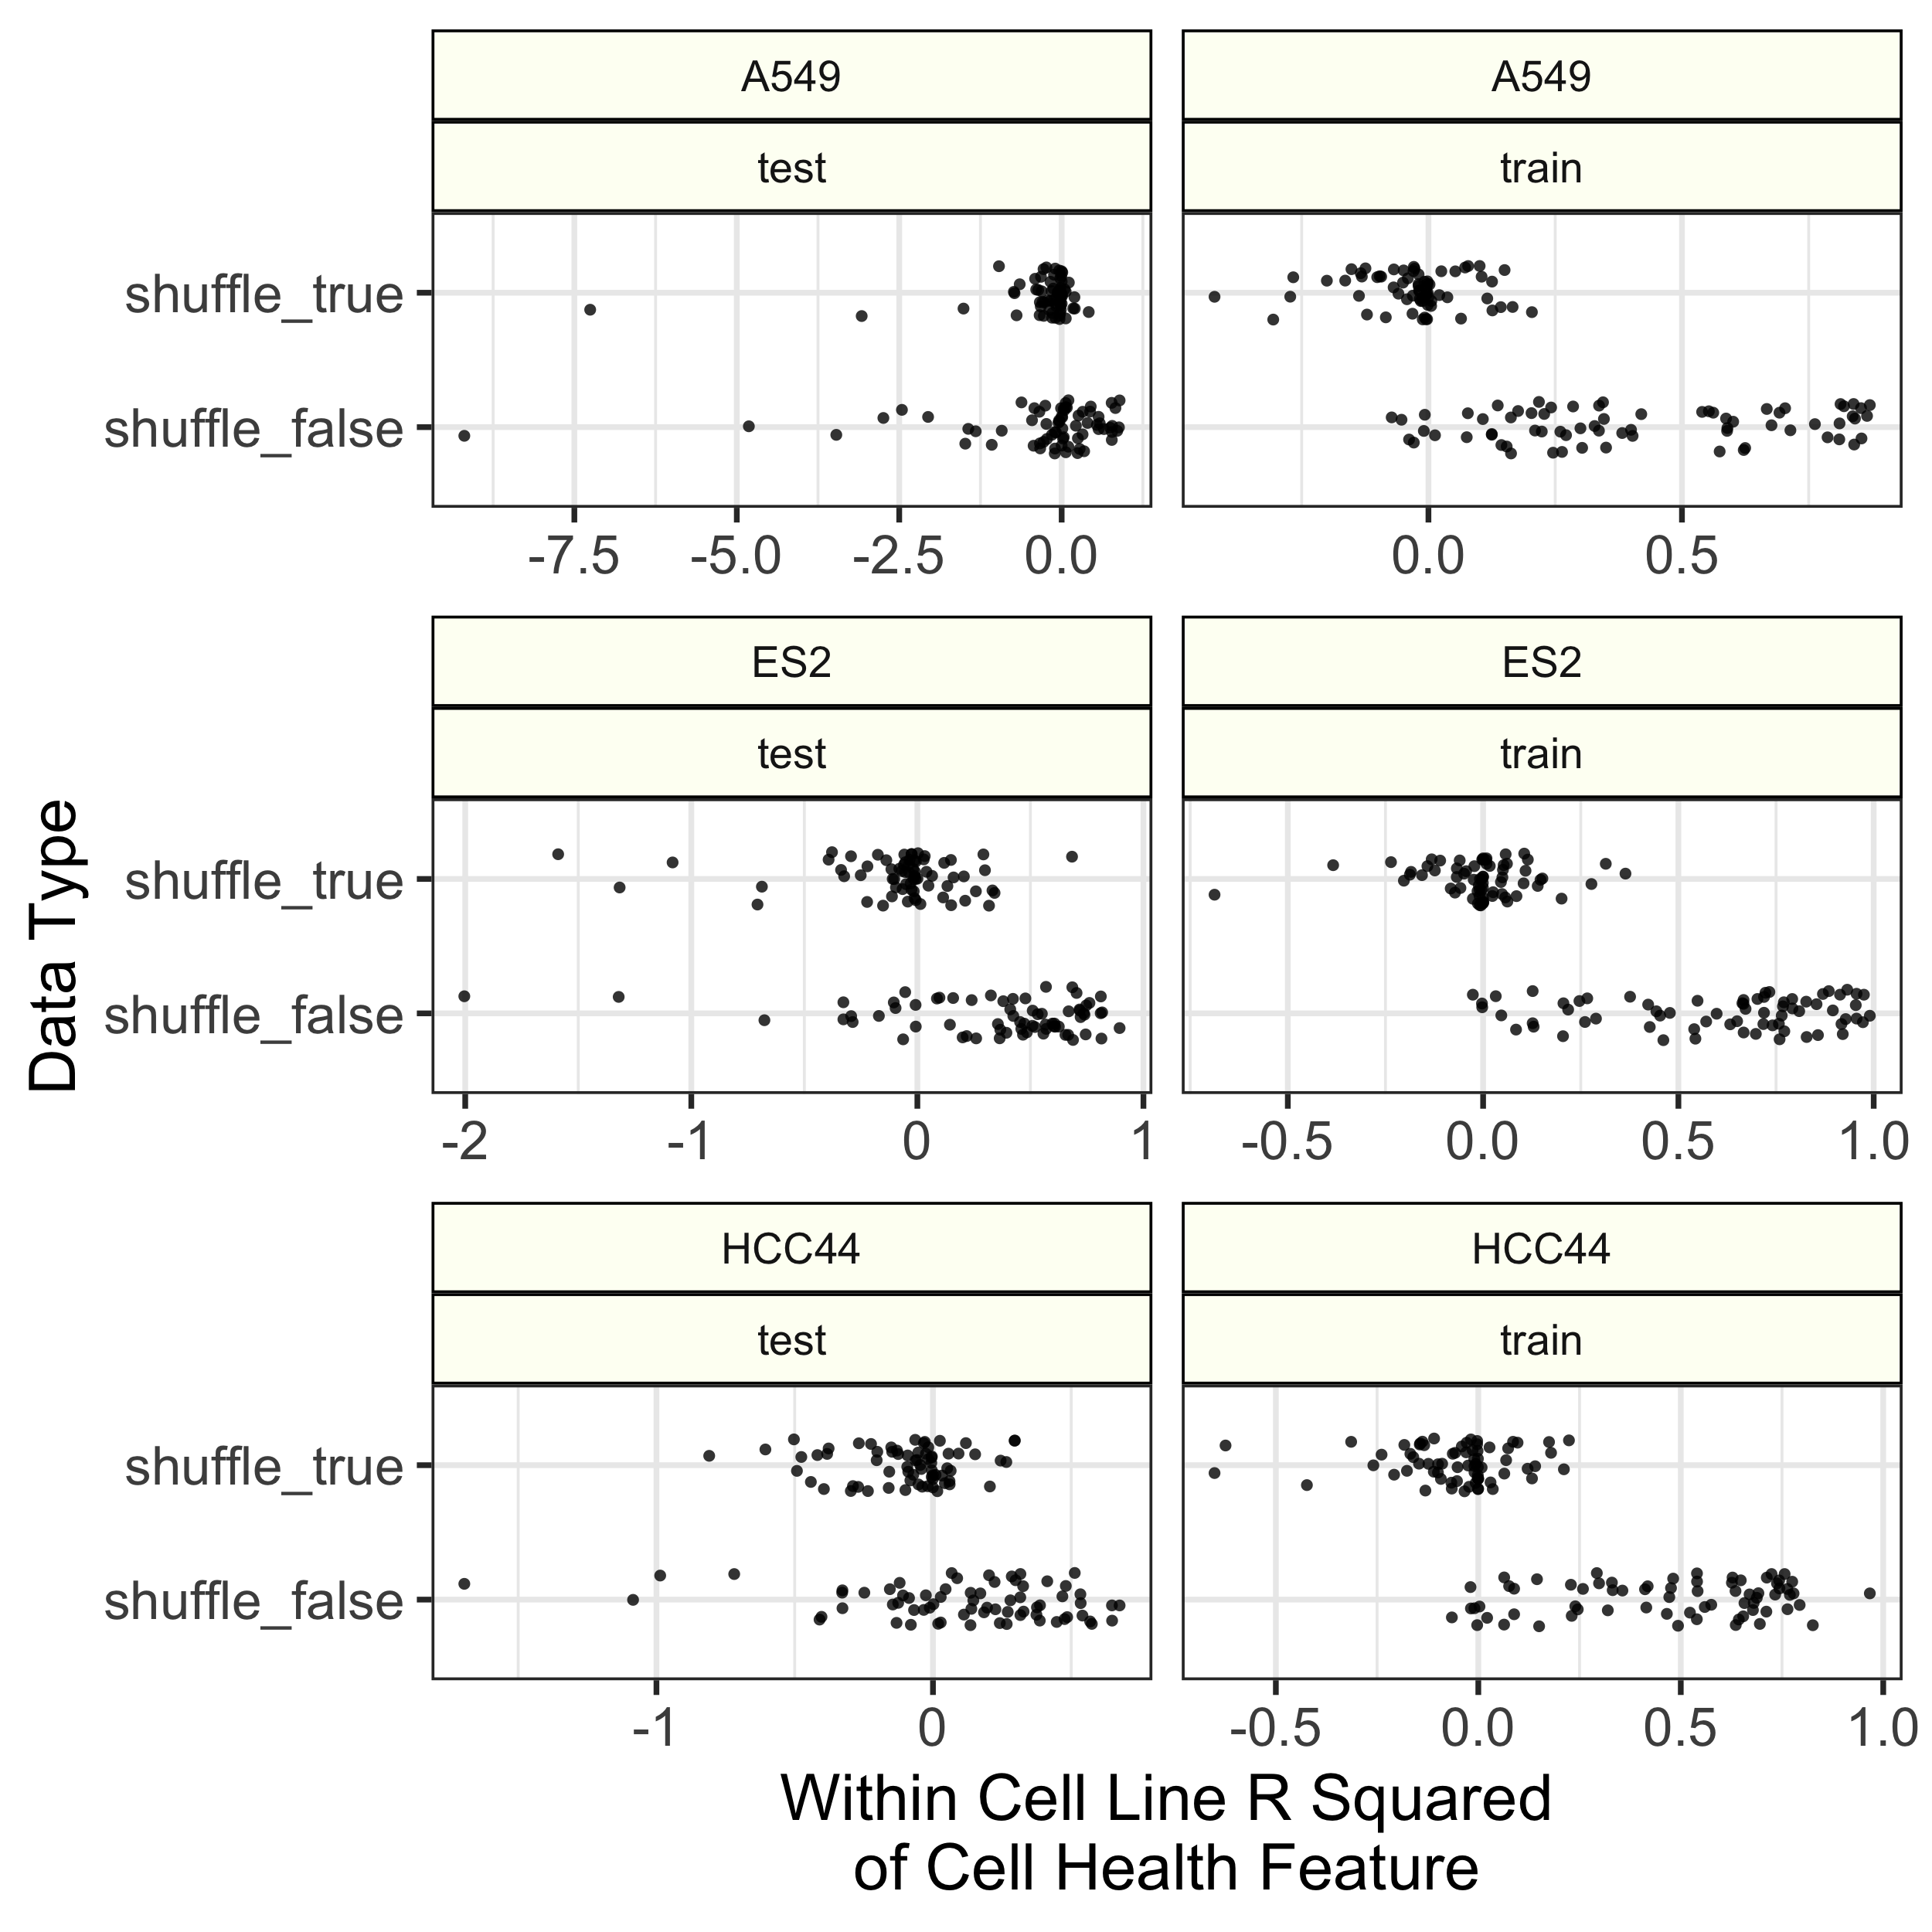 A549
A549
test
train
shuffle_true
shuffle_false
-7.5 -5.0 -2.5 0.0
0.0 0.5
ES2
ES2
test
train
Data Type
shuffle_true
shuffle_false
-2 -1 0 1
-0.5 0.0 0.5 1.0
HCC44
HCC44
test
train
shuffle_true
shuffle_false
-1 0
-0.5 0.0 0.5 1.0
Within Cell Line R Squared
of Cell Health Feature